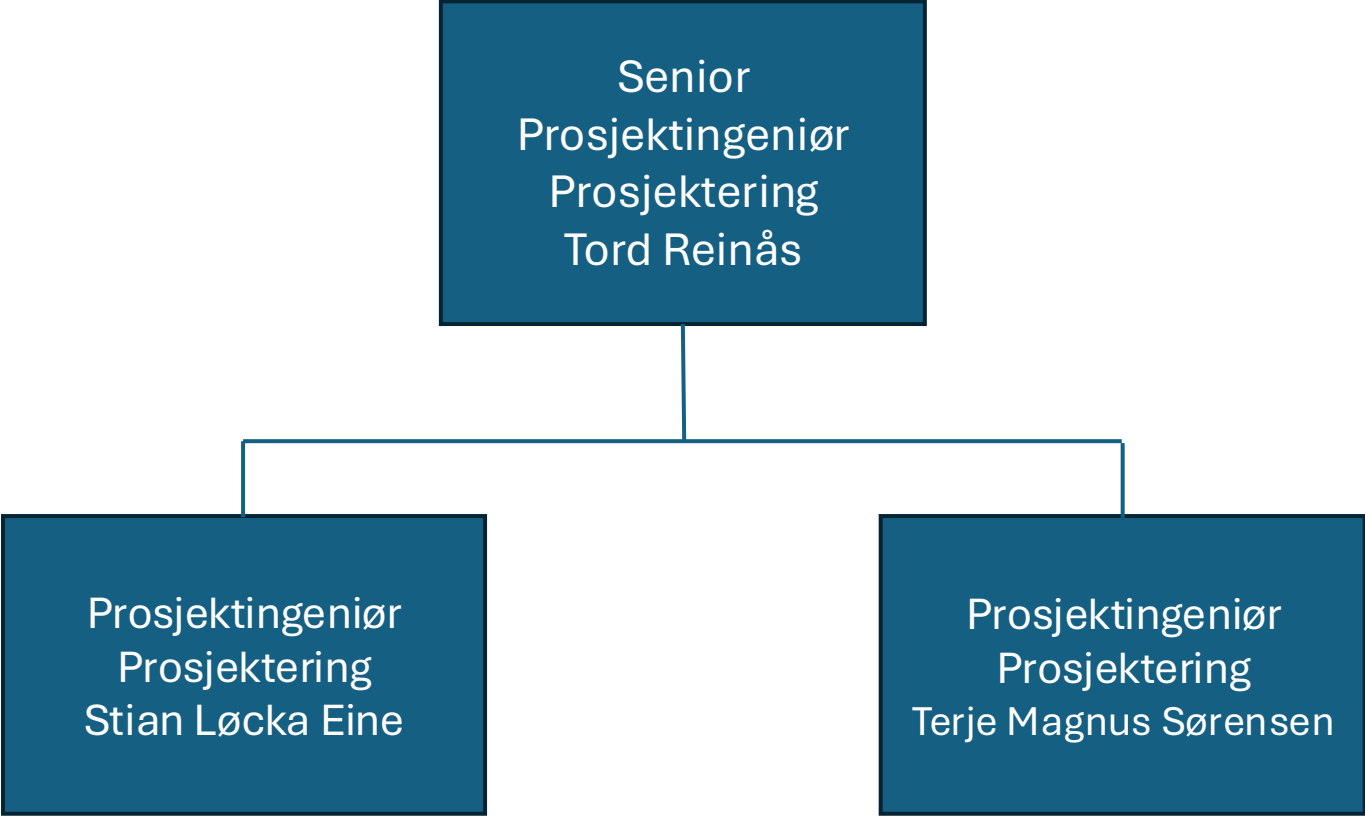 Senior
Prosjektingeniør
Prosjektering
Tord Reinås
Prosjektingeniør
Prosjektering
Stian Løcka Eine
Prosjektingeniør
Prosjektering
Terje Magnus Sørensen